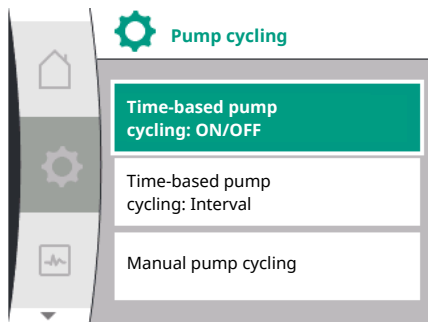 Pump cycling
Time-based pump
cycling: ON/OFF
Time-based pump
cycling: Interval
Manual pump cycling